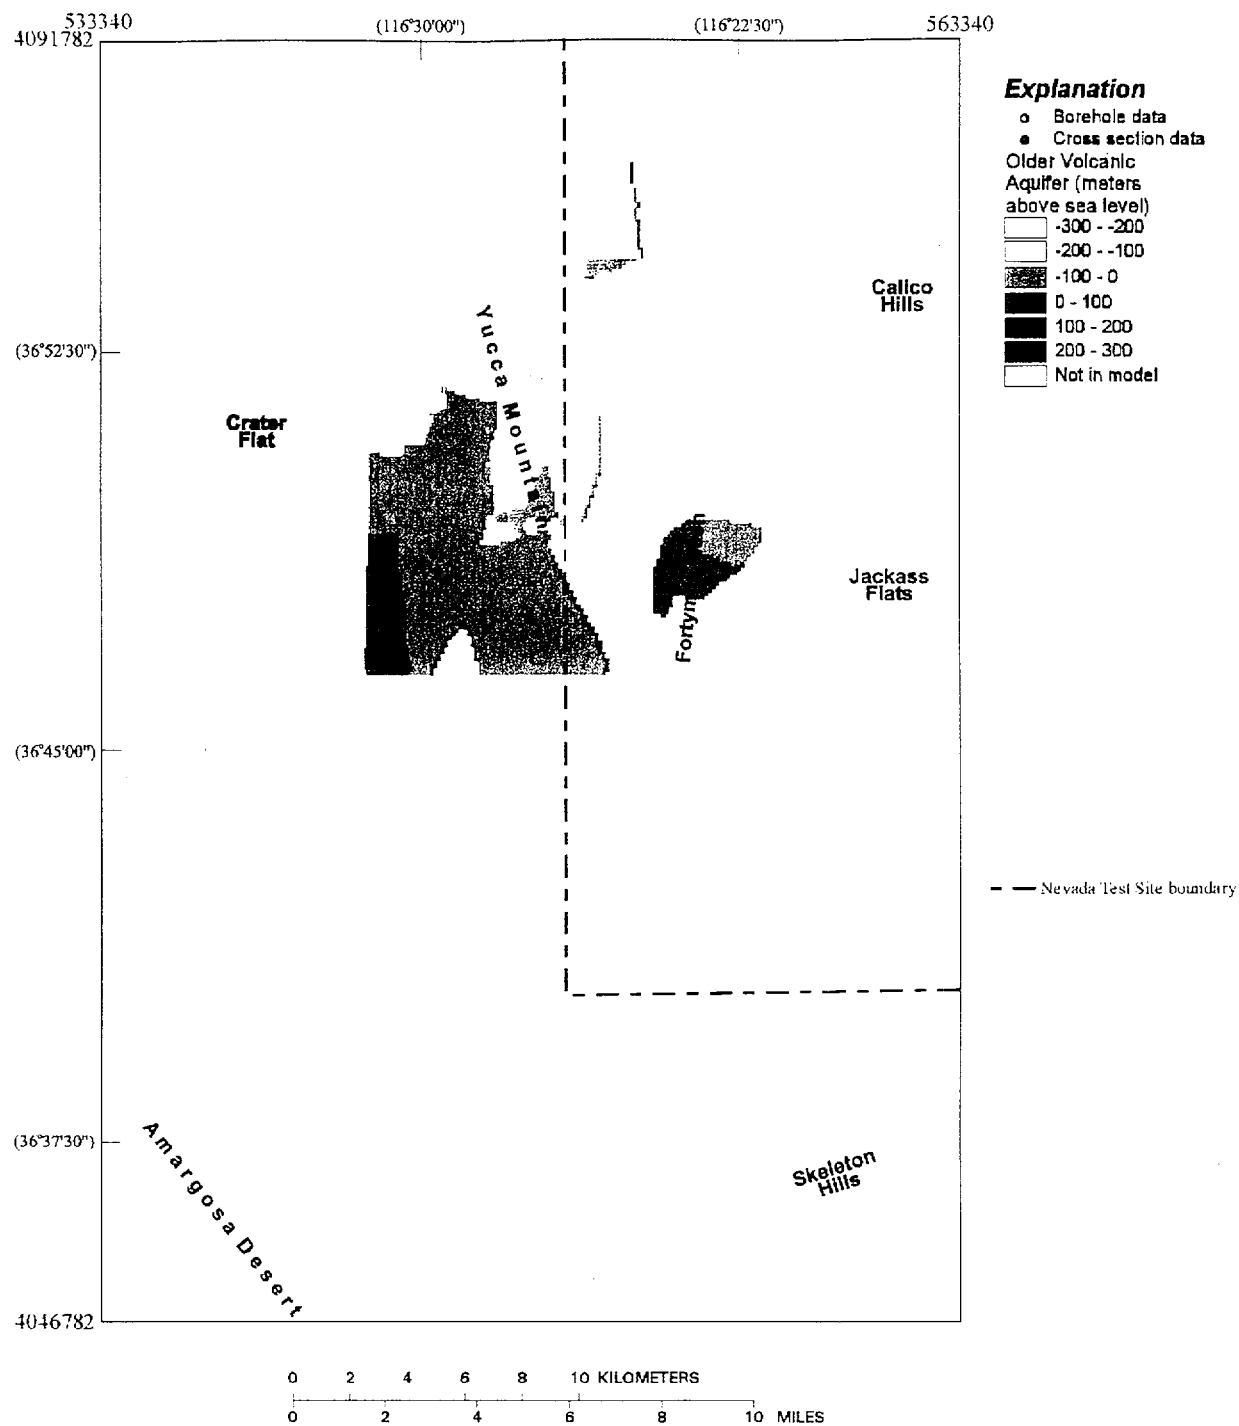 533340
(116°30'00")
(116°22'30")
563340
4091782
Explanation
Borehole data
Cross section data
Older Volcanic
Aquifer (meters
above sea level)
-300 - -200
-200 - -100
-100 - 0
0 - 100
100 - 200
200 - 300
Not in model
Calico
Hills
Yucca Mountain
(36°52'30")
Crater
Flat
Jackass
Flats
(36°45'00")
Nevada Test Site boundary
(36°37'30")
Amargosa Desert
Skeleton
Hills
4046782
0 2 4 6 8 10 KILOMETERS
0 2 4 6 8 10 MILES